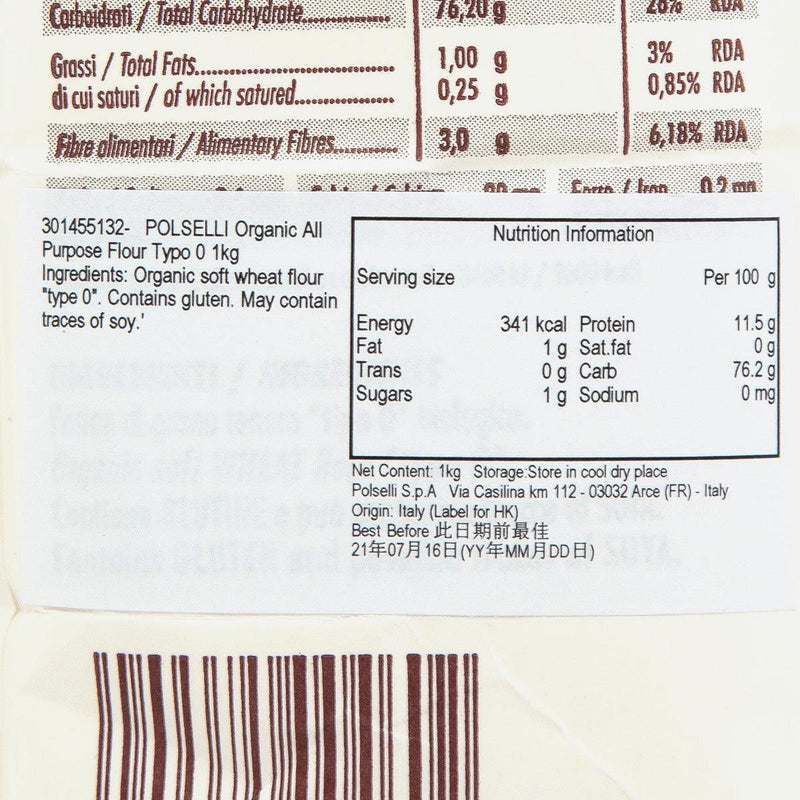 Carboidrati / Total Carbohydrate.............. 76,20 g 28% RDA
Grassi / Total Fats.............................. 1,00 g 3% RDA
di cui saturi / of which satured............... 0,25 g 0,85% RDA
Fibre alimentari / Alimentary Fibres.......... 3,0 g 6,18% RDA
Ferro / Iron 0,2 mg
301455132- POLSELLI Organic All
Purpose Flour Typo 0 1kg
Ingredients: Organic soft wheat flour
"type 0". Contains gluten. May contain
traces of soy.'
Nutrition Information
Serving size Per 100 g
Energy 341 kcal Protein 11.5 g
Fat 1 g Sat.fat 0 g
Trans 0 g Carb 76.2 g
Sugars 1 g Sodium 0 mg
Net Content: 1kg Storage:Store in cool dry place
Polselli S.p.A Via Casilina km 112 - 03032 Arce (FR) - Italy
Origin: Italy (Label for HK)
Best Before 此日期前最佳
21年07月16日(YY年MM月DD日)